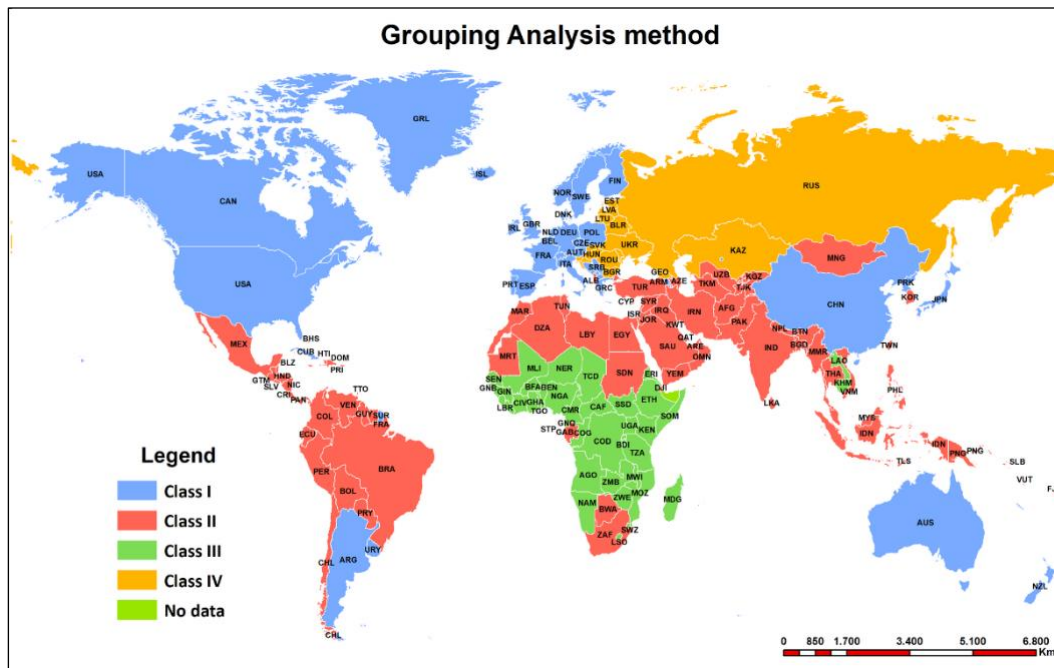 Grouping Analysis method
GRL
USA
ISL
CAN
FIN
NOR
SWE
RUS
EST
LVA
DNK
LTU
IRL
GBR
BLR
NLD
DEU
POL
BEL
CZE
SVK
UKR
KAZ
AUT
HUN
MNG
FRA
ROU
ITA
SRB
BGR
USA
GEO
UZB
KGZ
PRT
ESP
ALB
ARM
AZE
PRK
GRC
TUR
TKM
TJK
KOR
JPN
CHN
CYP
SYR
TUN
AFG
MAR
ISR
IRQ
IRN
JOR
PAK
NPL
BTN
BHS
DZA
LBY
EGY
KWT
QAT
MEX
CUB
HTI
SAU
ARE
IND
BGD
TWN
DOM
OMN
MMR
BLZ
PRI
MRT
LAO
GTM
HND
MLI
NER
SDN
ERI
YEM
THA
SLV
NIC
SEN
TCD
DJI
KHM
PHL
CRI
TTO
GNB
GIN
BFA
BEN
VNM
PAN
VEN
CIV
GHA
NGA
CAF
SSD
ETH
SOM
LKA
COL
GUY
SUR
LBR
TGO
CMR
FRA
GNQ
UGA
KEN
MYS
ECU
STP
GAB
COG
IDN
IDN
COD
BDI
PNG
PNG
PER
BRA
TZA
TLS
SLB
BOL
AGO
ZMB
MWI
VUT
NAM
ZWE
MOZ
MDG
FJ
PRY
BWA
AUS
ZAF
SWZ
CHL
ARG
URY
LSO
NZL
CHL
Legend
Class I
Class II
Class III
Class IV
No data
0 850 1.700 3.400 5.100 6.800
Km